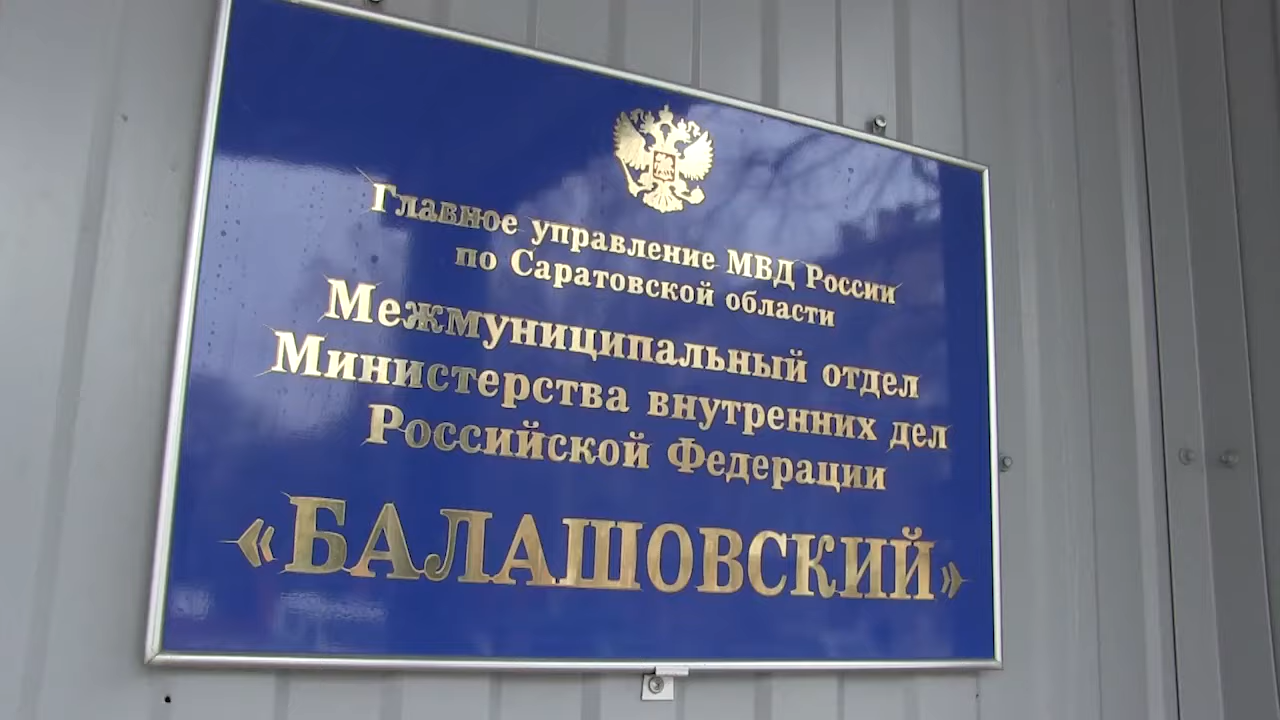 Главное управление МВД России
по Саратовской области
Межмуниципальный отдел
Министерства внутренних дел
Российской Федерации
«БАЛАШОВСКИЙ»